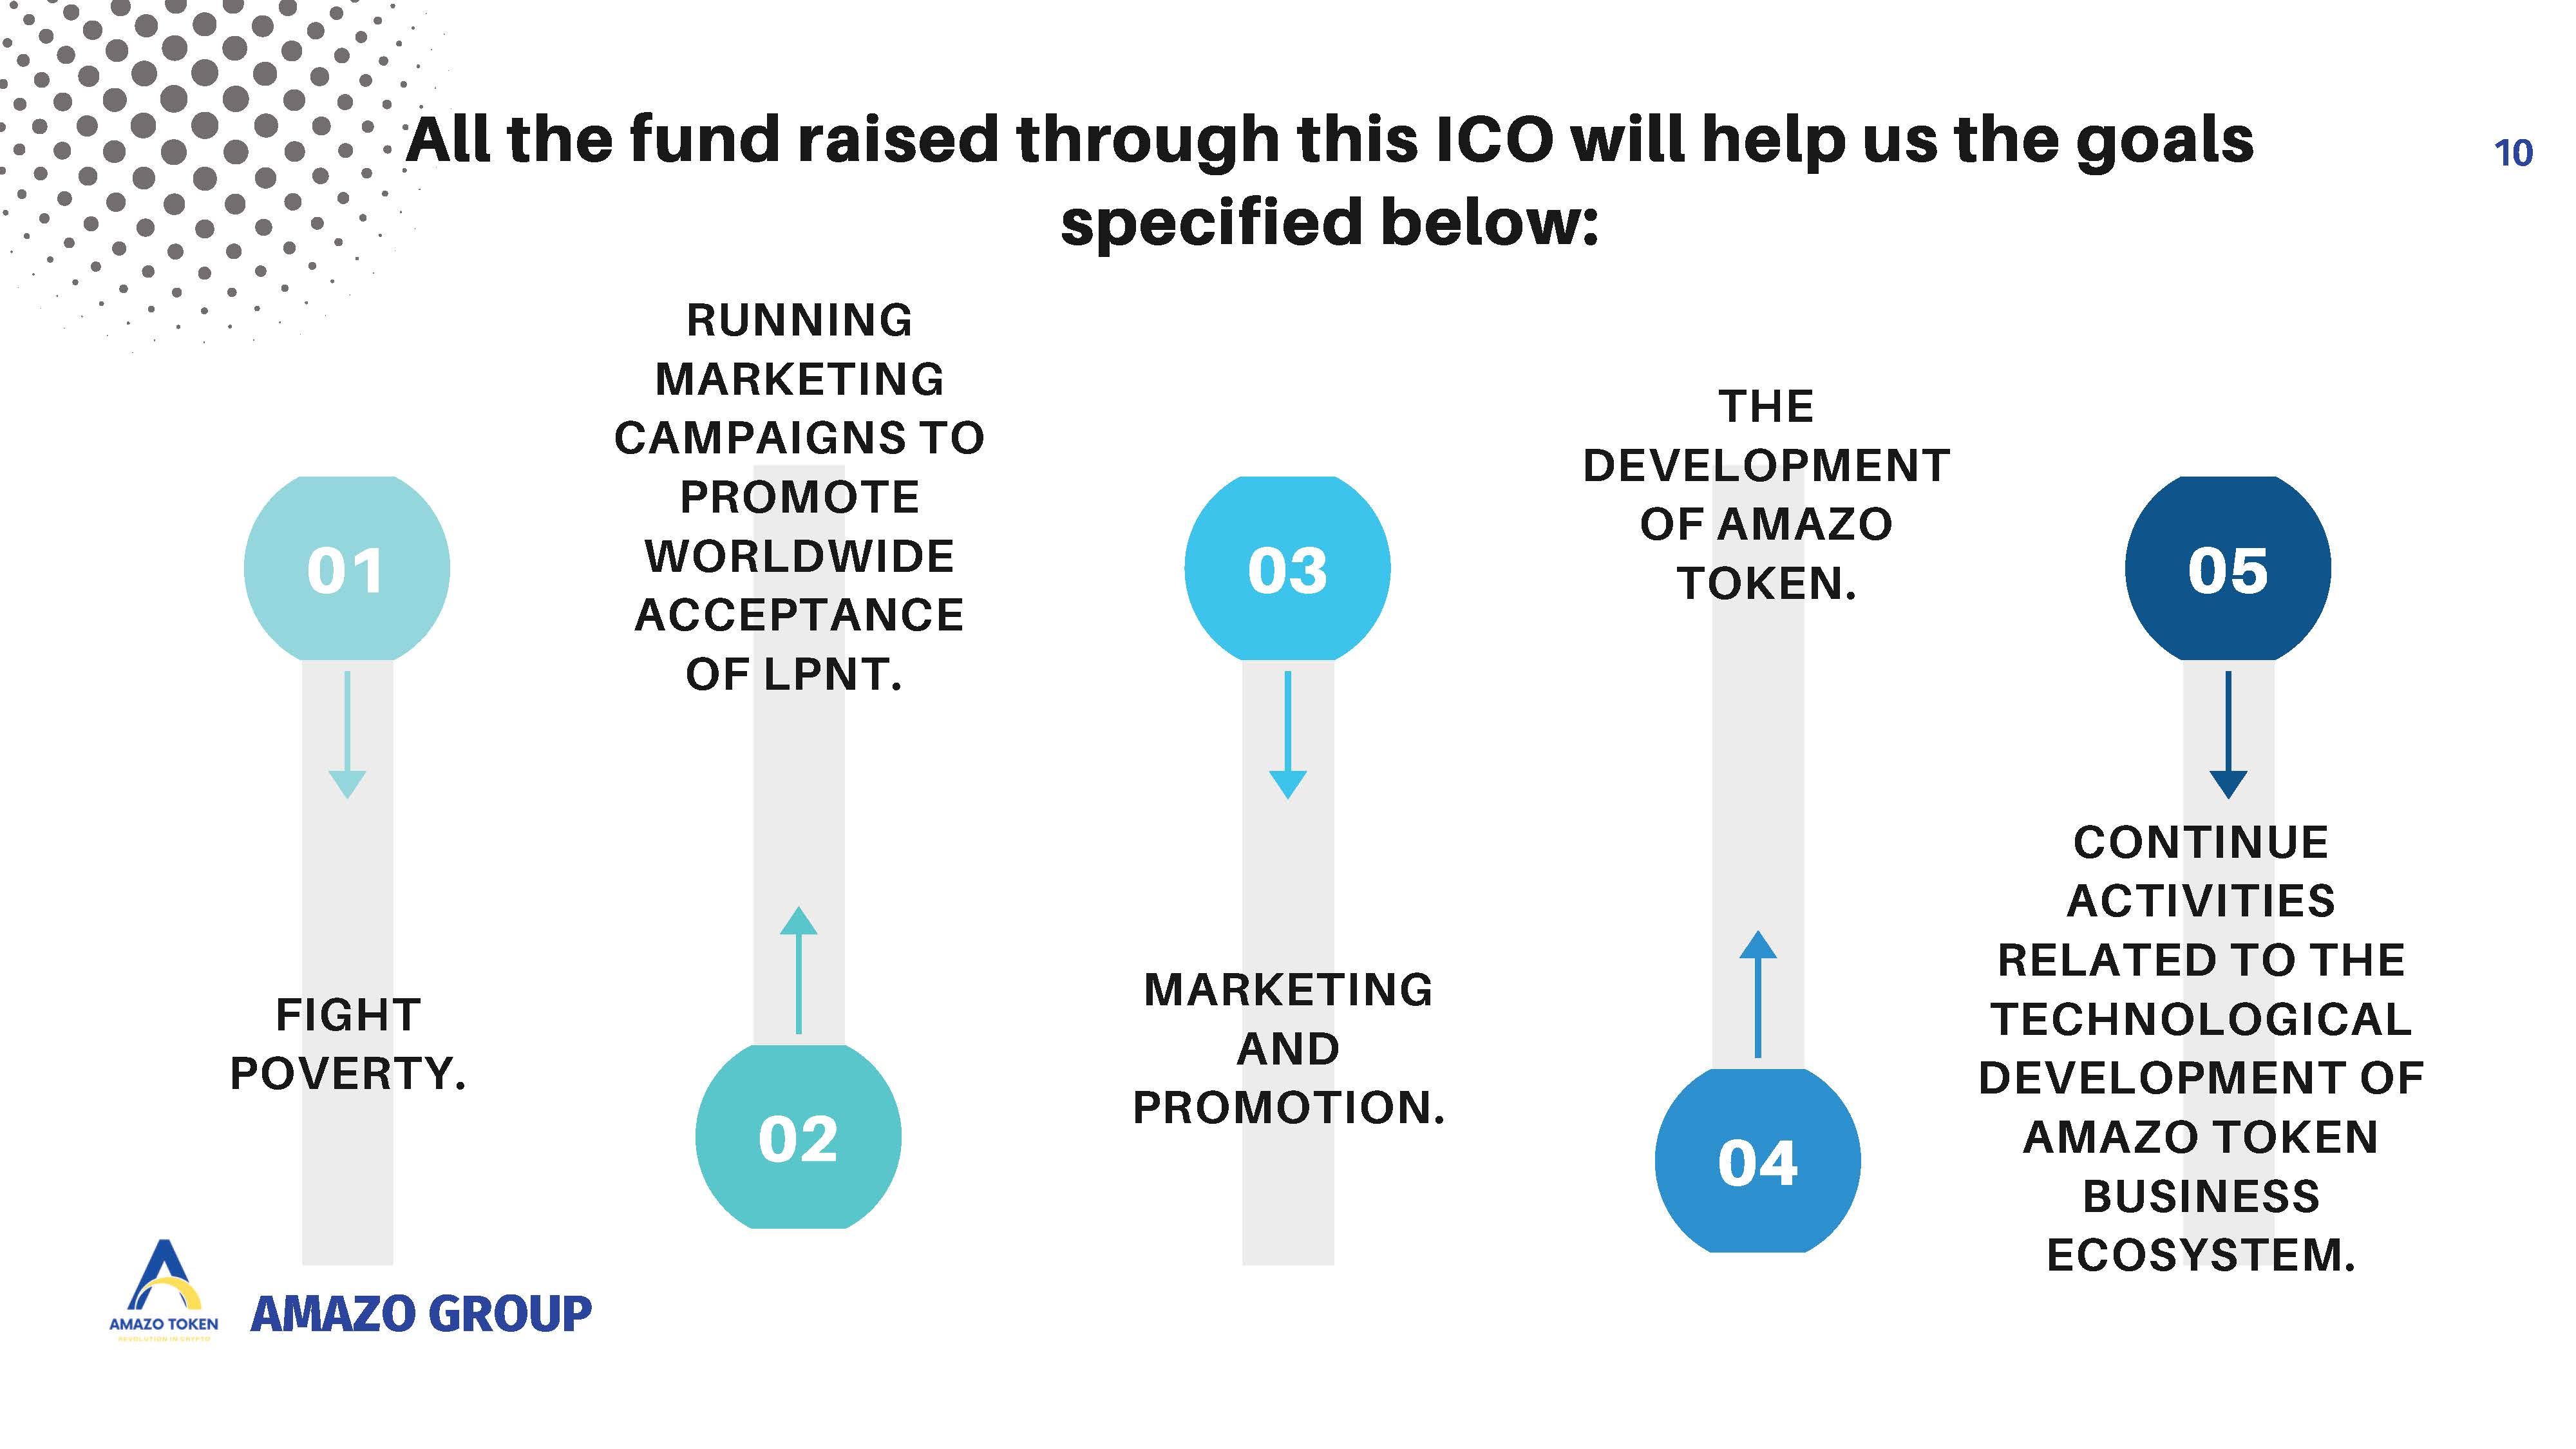 All the fund raised through this ICO will help us the goals
specified below:
10
01
FIGHT
POVERTY.
RUNNING
MARKETING
CAMPAIGNS TO
PROMOTE
WORLDWIDE
ACCEPTANCE
OF LPNT.
02
03
MARKETING
AND
PROMOTION.
THE
DEVELOPMENT
OF AMAZO
TOKEN.
04
05
CONTINUE
ACTIVITIES
RELATED TO THE
TECHNOLOGICAL
DEVELOPMENT OF
AMAZO TOKEN
BUSINESS
ECOSYSTEM.
AMAZO TOKEN
REVOLUTION IN CRYPTO
AMAZO GROUP